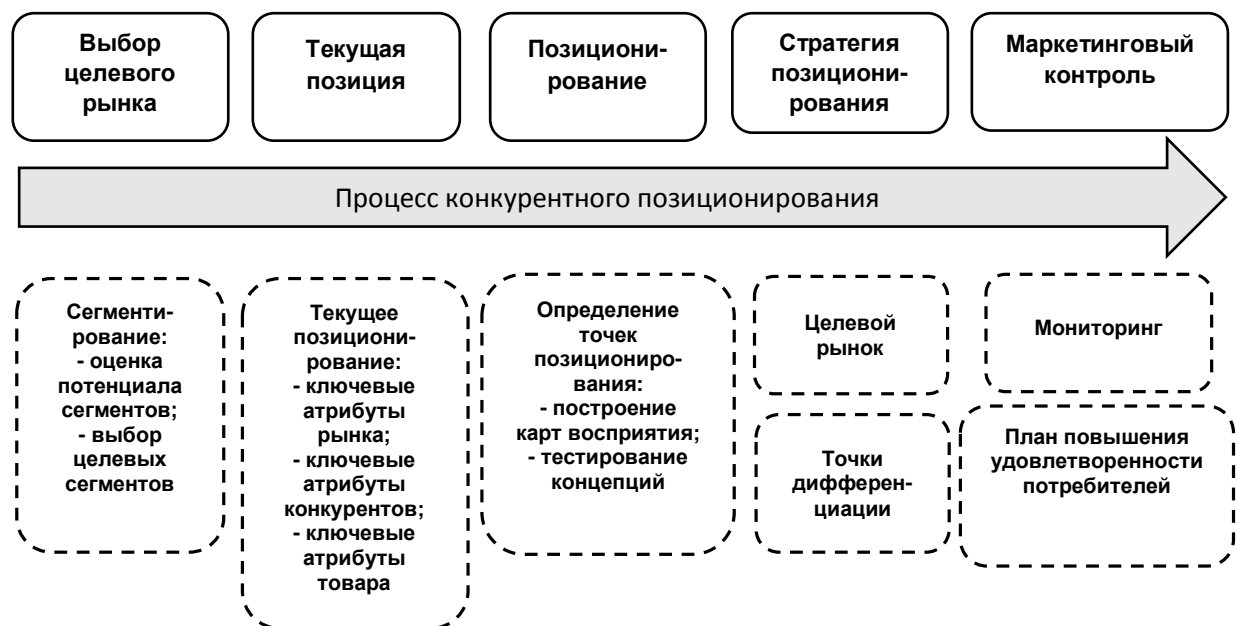 Выбор
целевого
рынка
Текущая
позиция
Позициони-
рование
Стратегия
позициони-
рования
Маркетинговый
контроль
Процесс конкурентного позиционирования
Сегменти-
рование:
- оценка
потенциала
сегментов;
- выбор
целевых
сегментов
Текущее
позициони-
рование:
- ключевые
атрибуты
рынка;
- ключевые
атрибуты
конкурентов;
- ключевые
атрибуты
товара
Определение
точек
позициониро-
вания:
- построение
карт восприятия;
- тестирование
концепций
Целевой
рынок
Точки
дифферен-
циации
Мониторинг
План повышения
удовлетворенности
потребителей